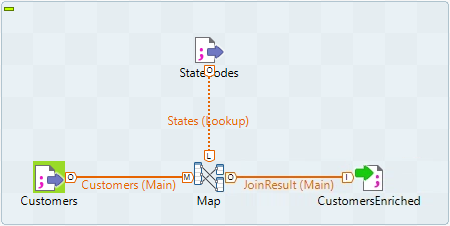 StateCodes
O
States (Lookup)
L
O
Customers (Main)
M
O
JoinResult (Main)
I
Customers
Map
CustomersEnriched